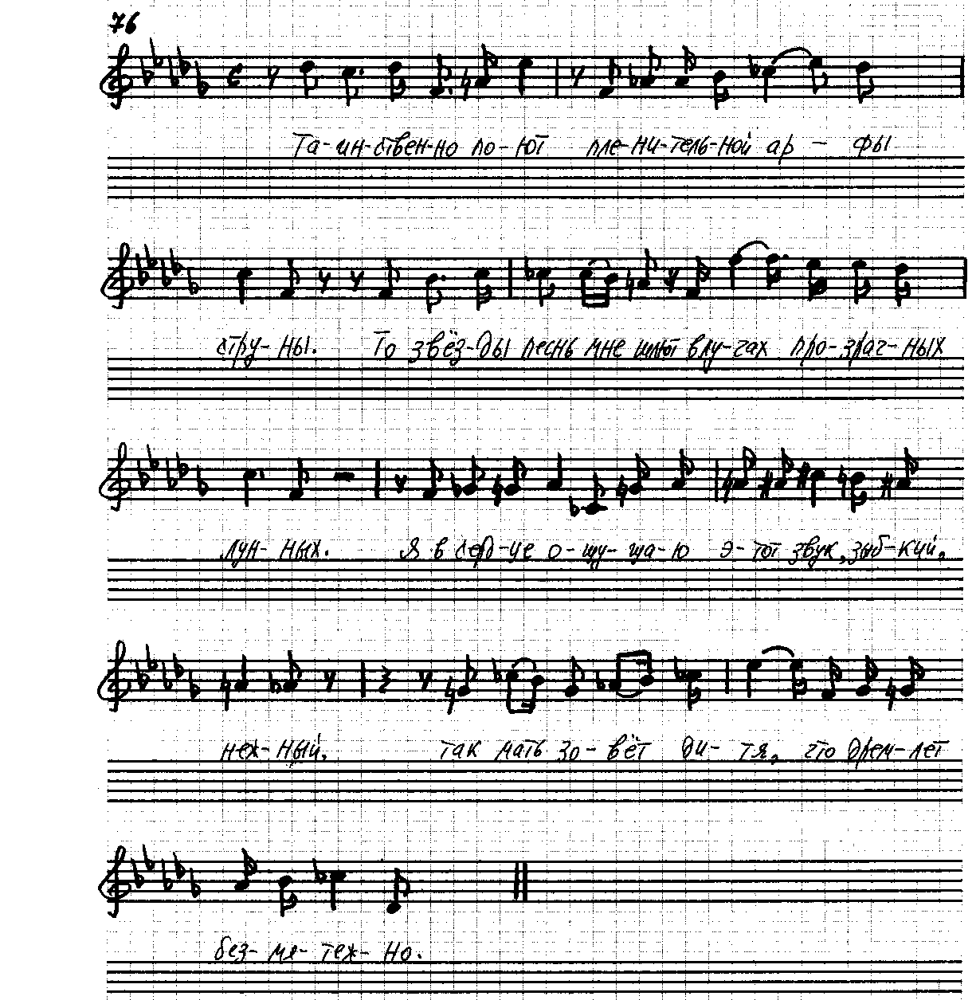 76
Та-ин-ствен-но по-ют пле-ни-тель-ной ар - фы
стру-ны. То звёз-ды песнь мне шлют в лу-гах про-зрач-ных
лун-ных. Я в серд-це о-щу-ща-ю э-тот звук, зыб-кий,
неж-ный, так мать зо-вёт ди-тя, что дрем-лет
без-мя-теж-но.